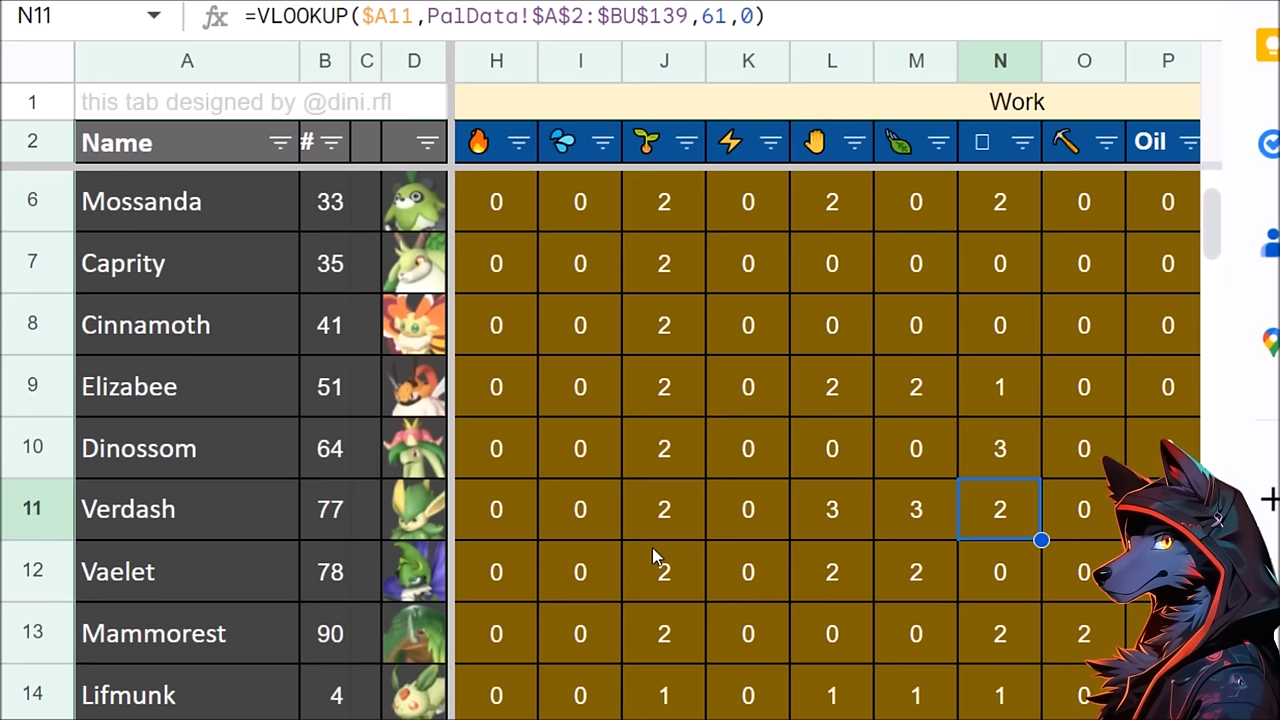 N11 fx =VLOOKUP($A11,PalData!$A$2:$BU$139,61,0)
A B C D H I J K L M N O P
1 this tab designed by @dini.rfl Work
2 Name # Oil
6 Mossanda 33 0 0 2 0 2 0 2 0 0
7 Caprity 35 0 0 2 0 0 0 0 0 0
8 Cinnamoth 41 0 0 2 0 0 0 0 0 0
9 Elizabee 51 0 0 2 0 2 2 1 0 0
10 Dinossom 64 0 0 2 0 0 0 3 0
11 Verdash 77 0 0 2 0 3 3 2 0
12 Vaelet 78 0 0 2 0 2 2 0 0
13 Mammorest 90 0 0 2 0 0 0 2 2
14 Lifmunk 4 0 0 1 0 1 1 1 0